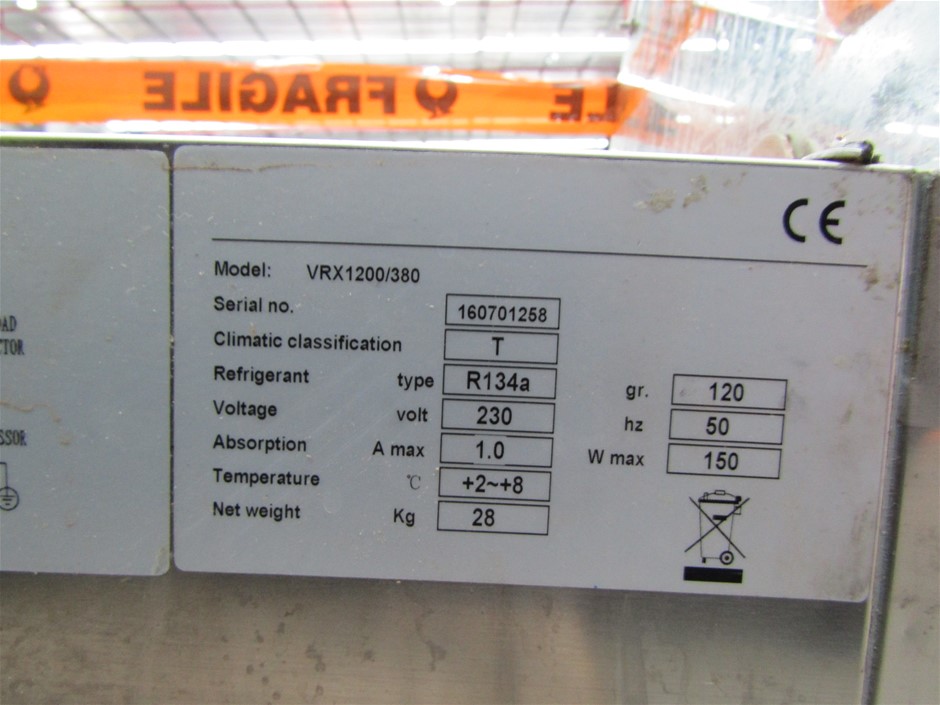 FRAGILE
LE
CE
Model: VRX1200/380
Serial no. 160701258
Climatic classification T
Refrigerant type R134a gr. 120
Voltage volt 230 hz 50
Absorption A max 1.0 W max 150
Temperature ℃ +2~+8
Net weight Kg 28